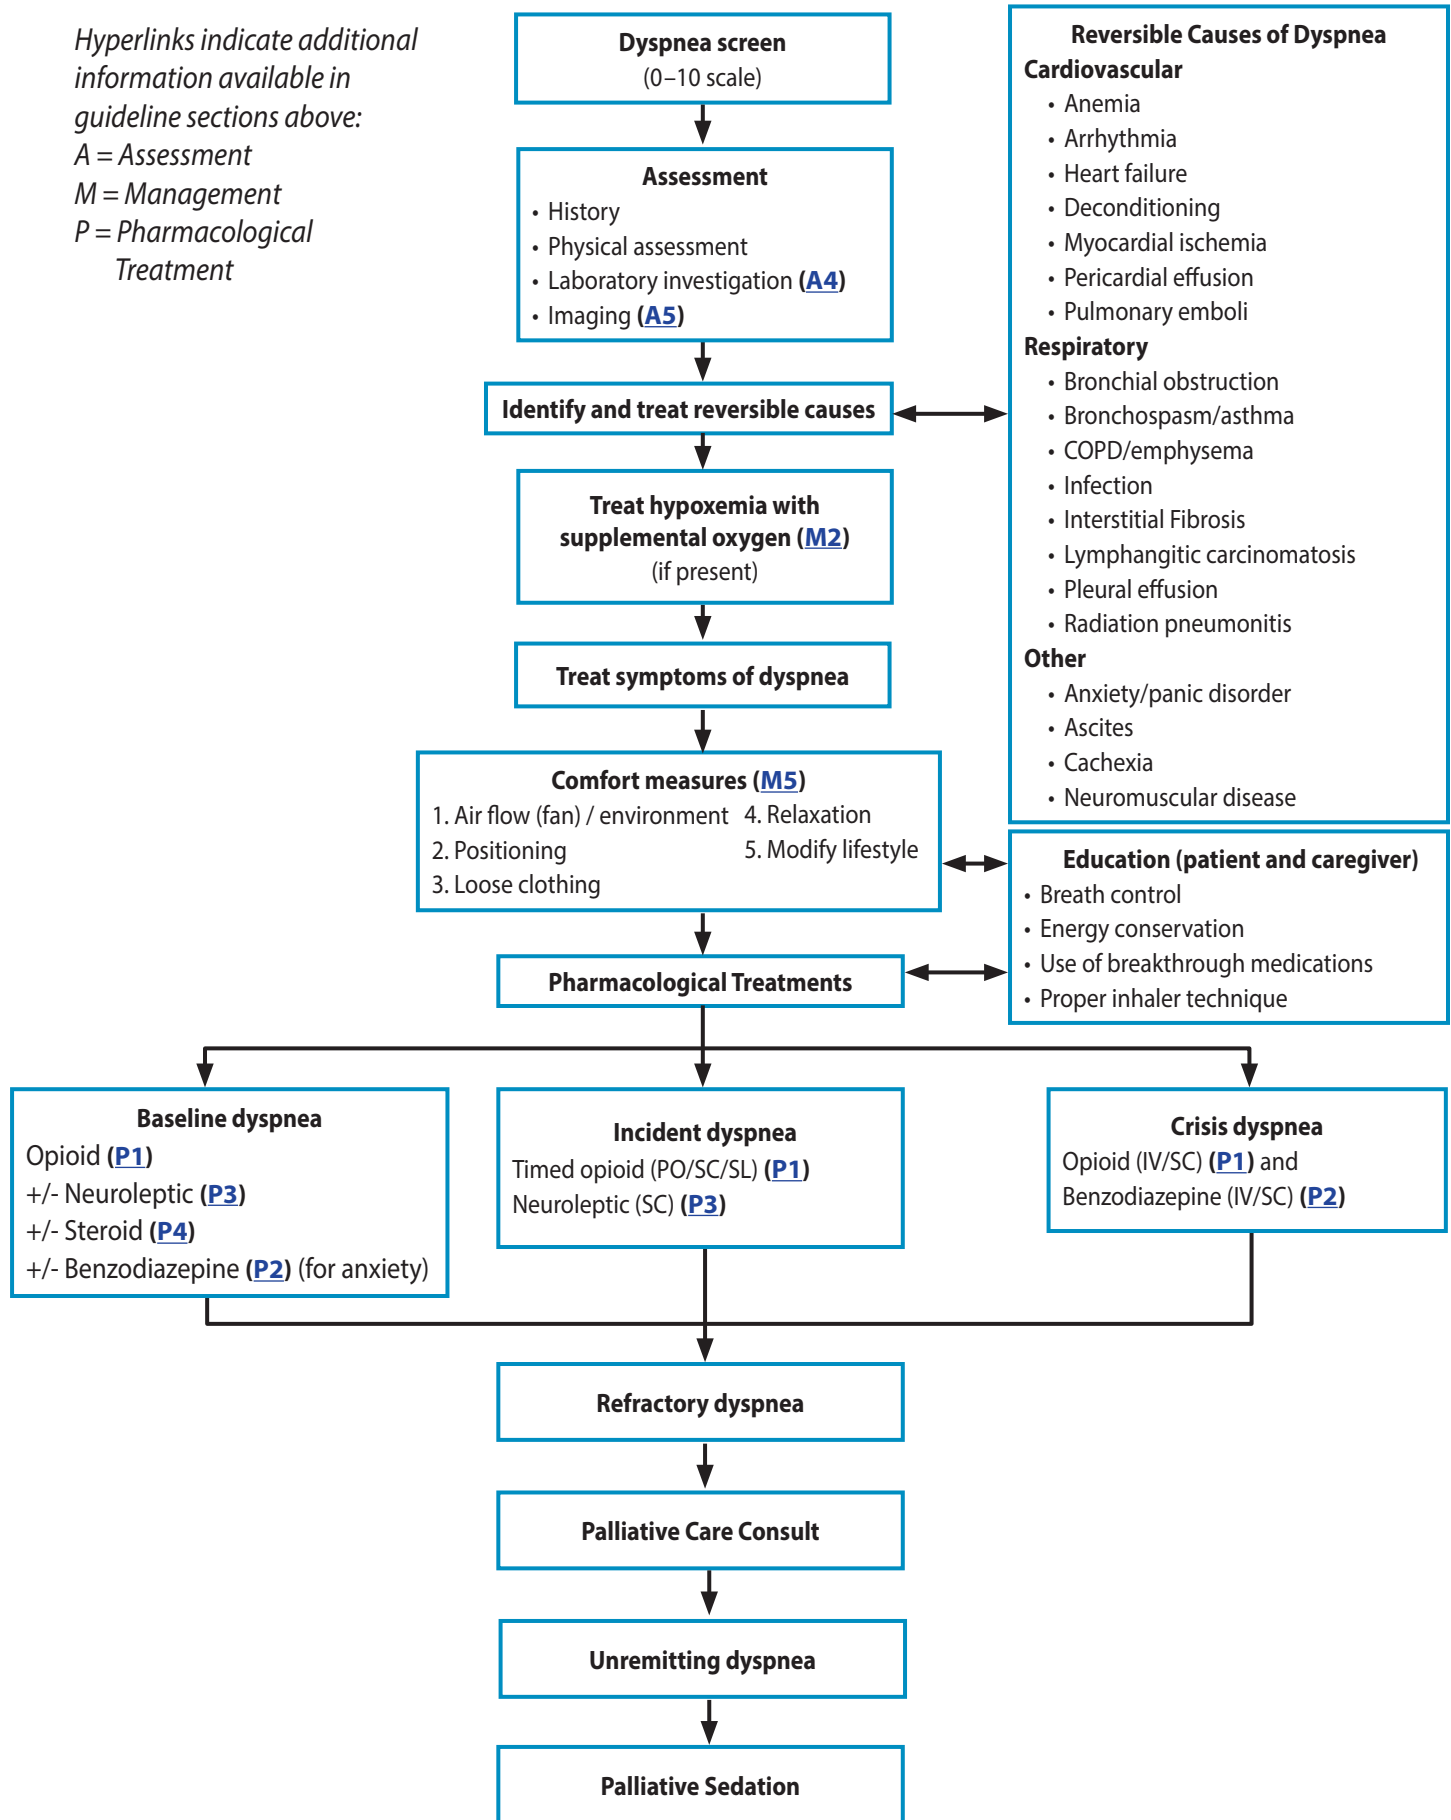 Hyperlinks indicate additional
information available in
guideline sections above:
A = Assessment
M = Management
P = Pharmacological
Treatment
Dyspnea screen
(0–10 scale)
Assessment
• History
• Physical assessment
• Laboratory investigation (A4)
• Imaging (A5)
Identify and treat reversible causes
Treat hypoxemia with
supplemental oxygen (M2)
(if present)
Treat symptoms of dyspnea
Comfort measures (M5)
1. Air flow (fan) / environment
2. Positioning
3. Loose clothing
4. Relaxation
5. Modify lifestyle
Pharmacological Treatments
Reversible Causes of Dyspnea
Cardiovascular
• Anemia
• Arrhythmia
• Heart failure
• Deconditioning
• Myocardial ischemia
• Pericardial effusion
• Pulmonary emboli
Respiratory
• Bronchial obstruction
• Bronchospasm/asthma
• COPD/emphysema
• Infection
• Interstitial Fibrosis
• Lymphangitic carcinomatosis
• Pleural effusion
• Radiation pneumonitis
Other
• Anxiety/panic disorder
• Ascites
• Cachexia
• Neuromuscular disease
Education (patient and caregiver)
• Breath control
• Energy conservation
• Use of breakthrough medications
• Proper inhaler technique
Baseline dyspnea
Opioid (P1)
+/- Neuroleptic (P3)
+/- Steroid (P4)
+/- Benzodiazepine (P2) (for anxiety)
Incident dyspnea
Timed opioid (PO/SC/SL) (P1)
Neuroleptic (SC) (P3)
Crisis dyspnea
Opioid (IV/SC) (P1) and
Benzodiazepine (IV/SC) (P2)
Refractory dyspnea
Palliative Care Consult
Unremitting dyspnea
Palliative Sedation